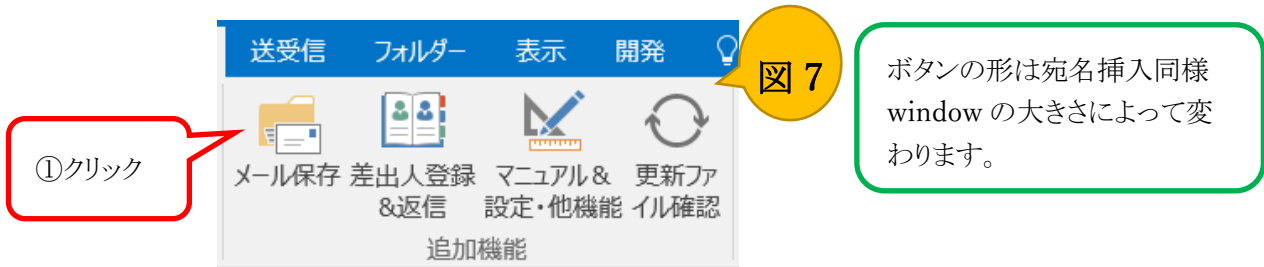 送受信 フォルダー 表示 開発
図 7
ボタンの形は宛名挿入同様
window の大きさによって変
わります。
①クリック
メール保存
差出人登録
&返信
マニュアル&
設定・他機能
更新ファ
イル確認
追加機能